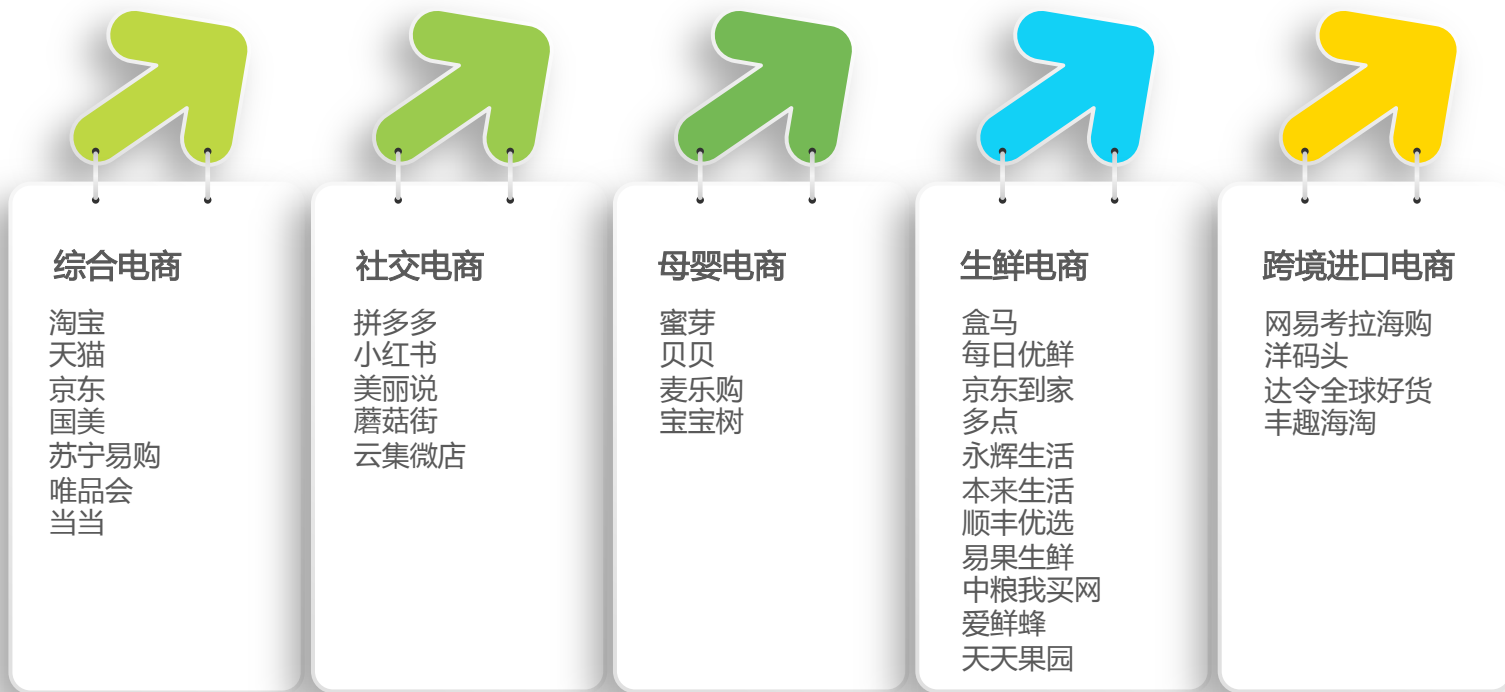 综合电商
淘宝
天猫
京东
国美
苏宁易购
唯品会
当当
社交电商
拼多多
小红书
美丽说
蘑菇街
云集微店
母婴电商
蜜芽
贝贝
麦乐购
宝宝树
生鲜电商
盒马
每日优鲜
京东到家
多点
永辉生活
本来生活
顺丰优选
易果生鲜
中粮我买网
爱鲜蜂
天天果园
跨境进口电商
网易考拉海购
洋码头
达令全球好货
丰趣海淘